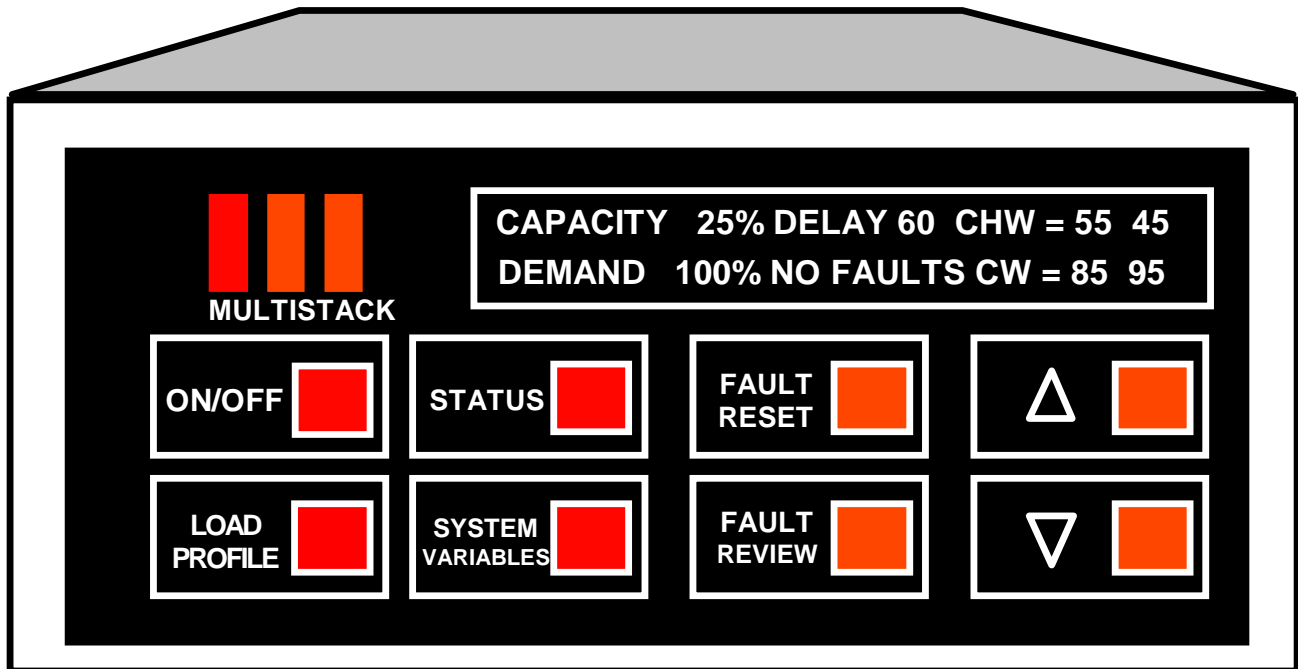 CAPACITY 25% DELAY 60 CHW = 55 45
DEMAND 100% NO FAULTS CW = 85 95
MULTISTACK
ON/OFF
STATUS
FAULT
RESET
LOAD
PROFILE
SYSTEM
VARIABLES
FAULT
REVIEW